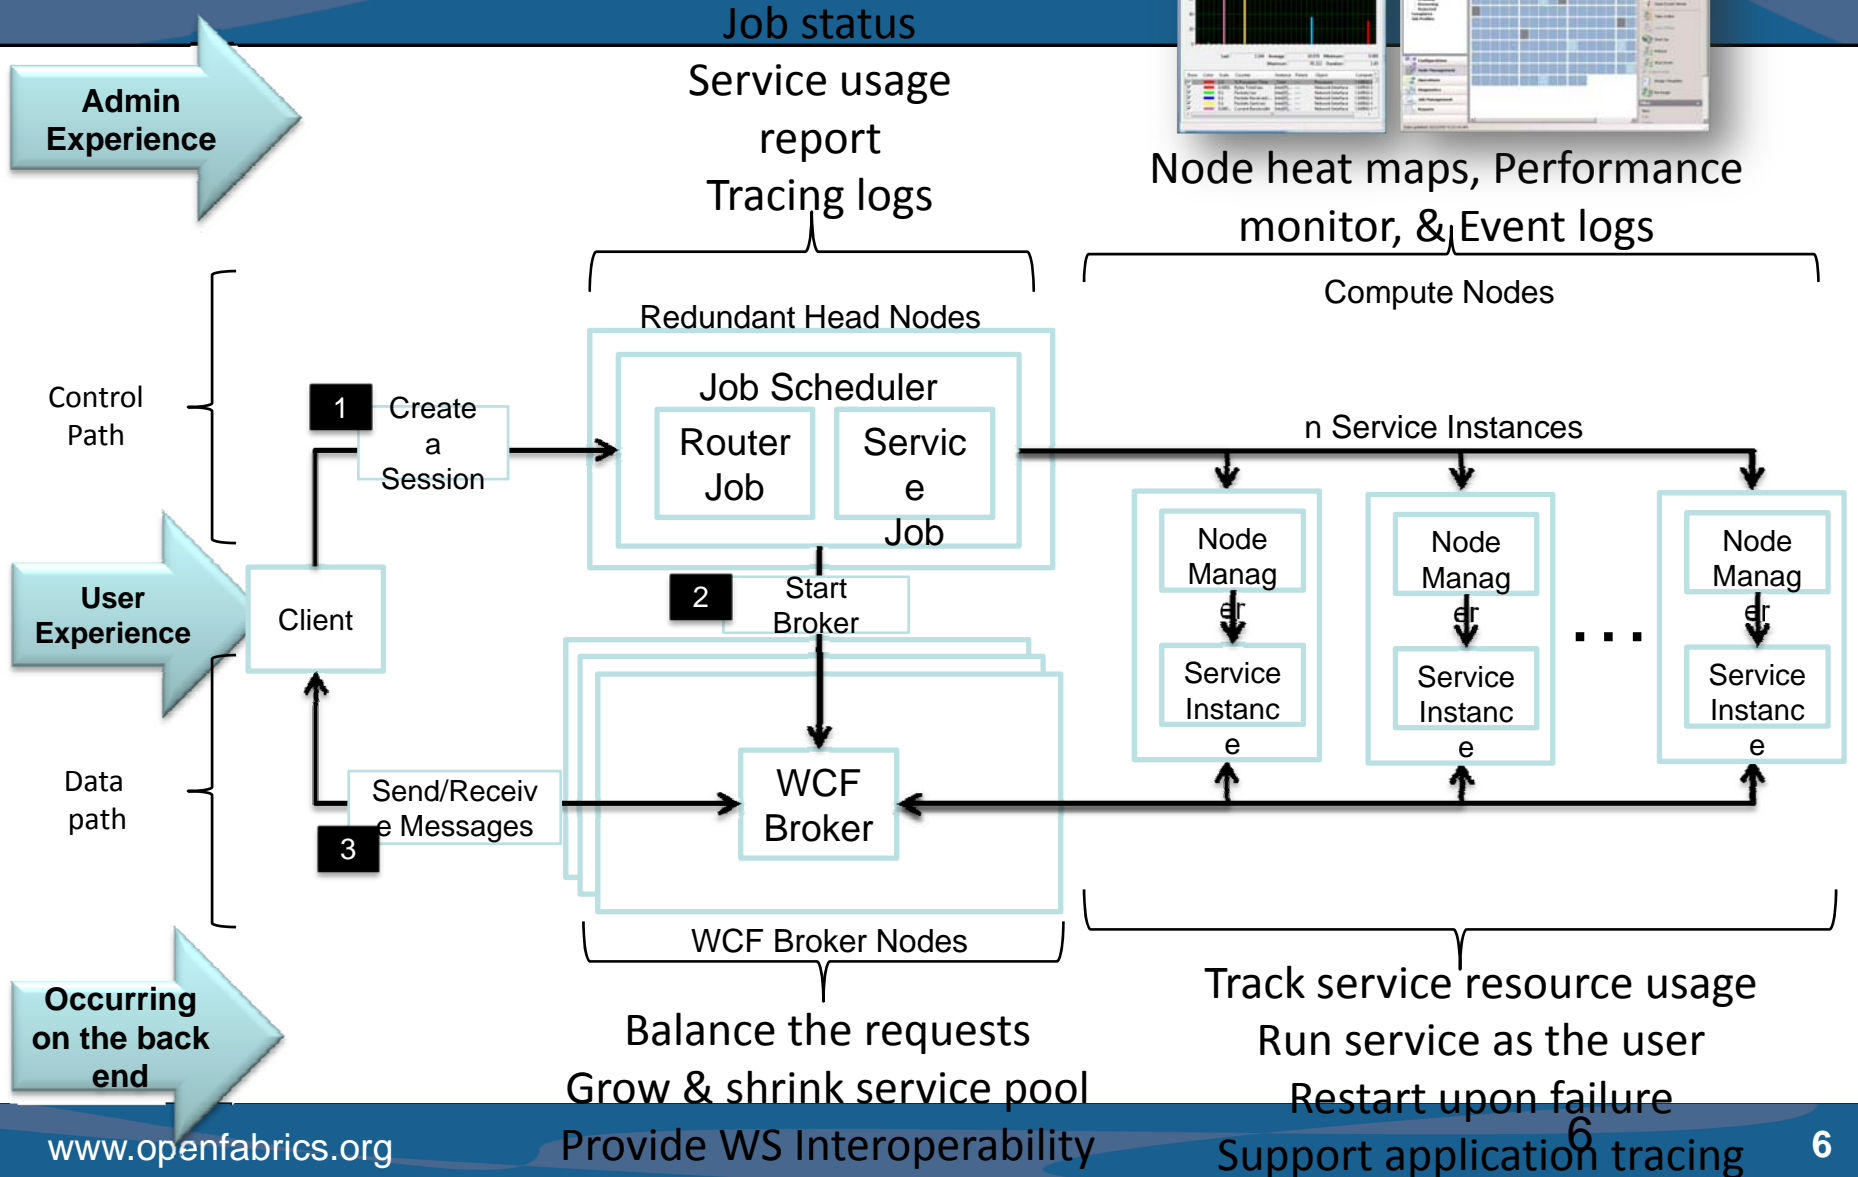 Job status
Service usage
report
Tracing logs
Admin
Experience
Node heat maps, Performance
monitor, & Event logs
Control
Path
Redundant Head Nodes
Job Scheduler
Router
Job
Servic
e
Job
1
Create
a
Session
Compute Nodes
n Service Instances
Node
Manag
er
Service
Instanc
e
Node
Manag
er
Service
Instanc
e
...
Node
Manag
er
Service
Instanc
e
User
Experience
Client
2
Start
Broker
Data
path
Send/Receiv
e Messages
3
WCF
Broker
WCF Broker Nodes
Occurring
on the back
end
Balance the requests
Grow & shrink service pool
Provide WS Interoperability
Track service resource usage
Run service as the user
Restart upon failure
Support application tracing
www.openfabrics.org
6
6